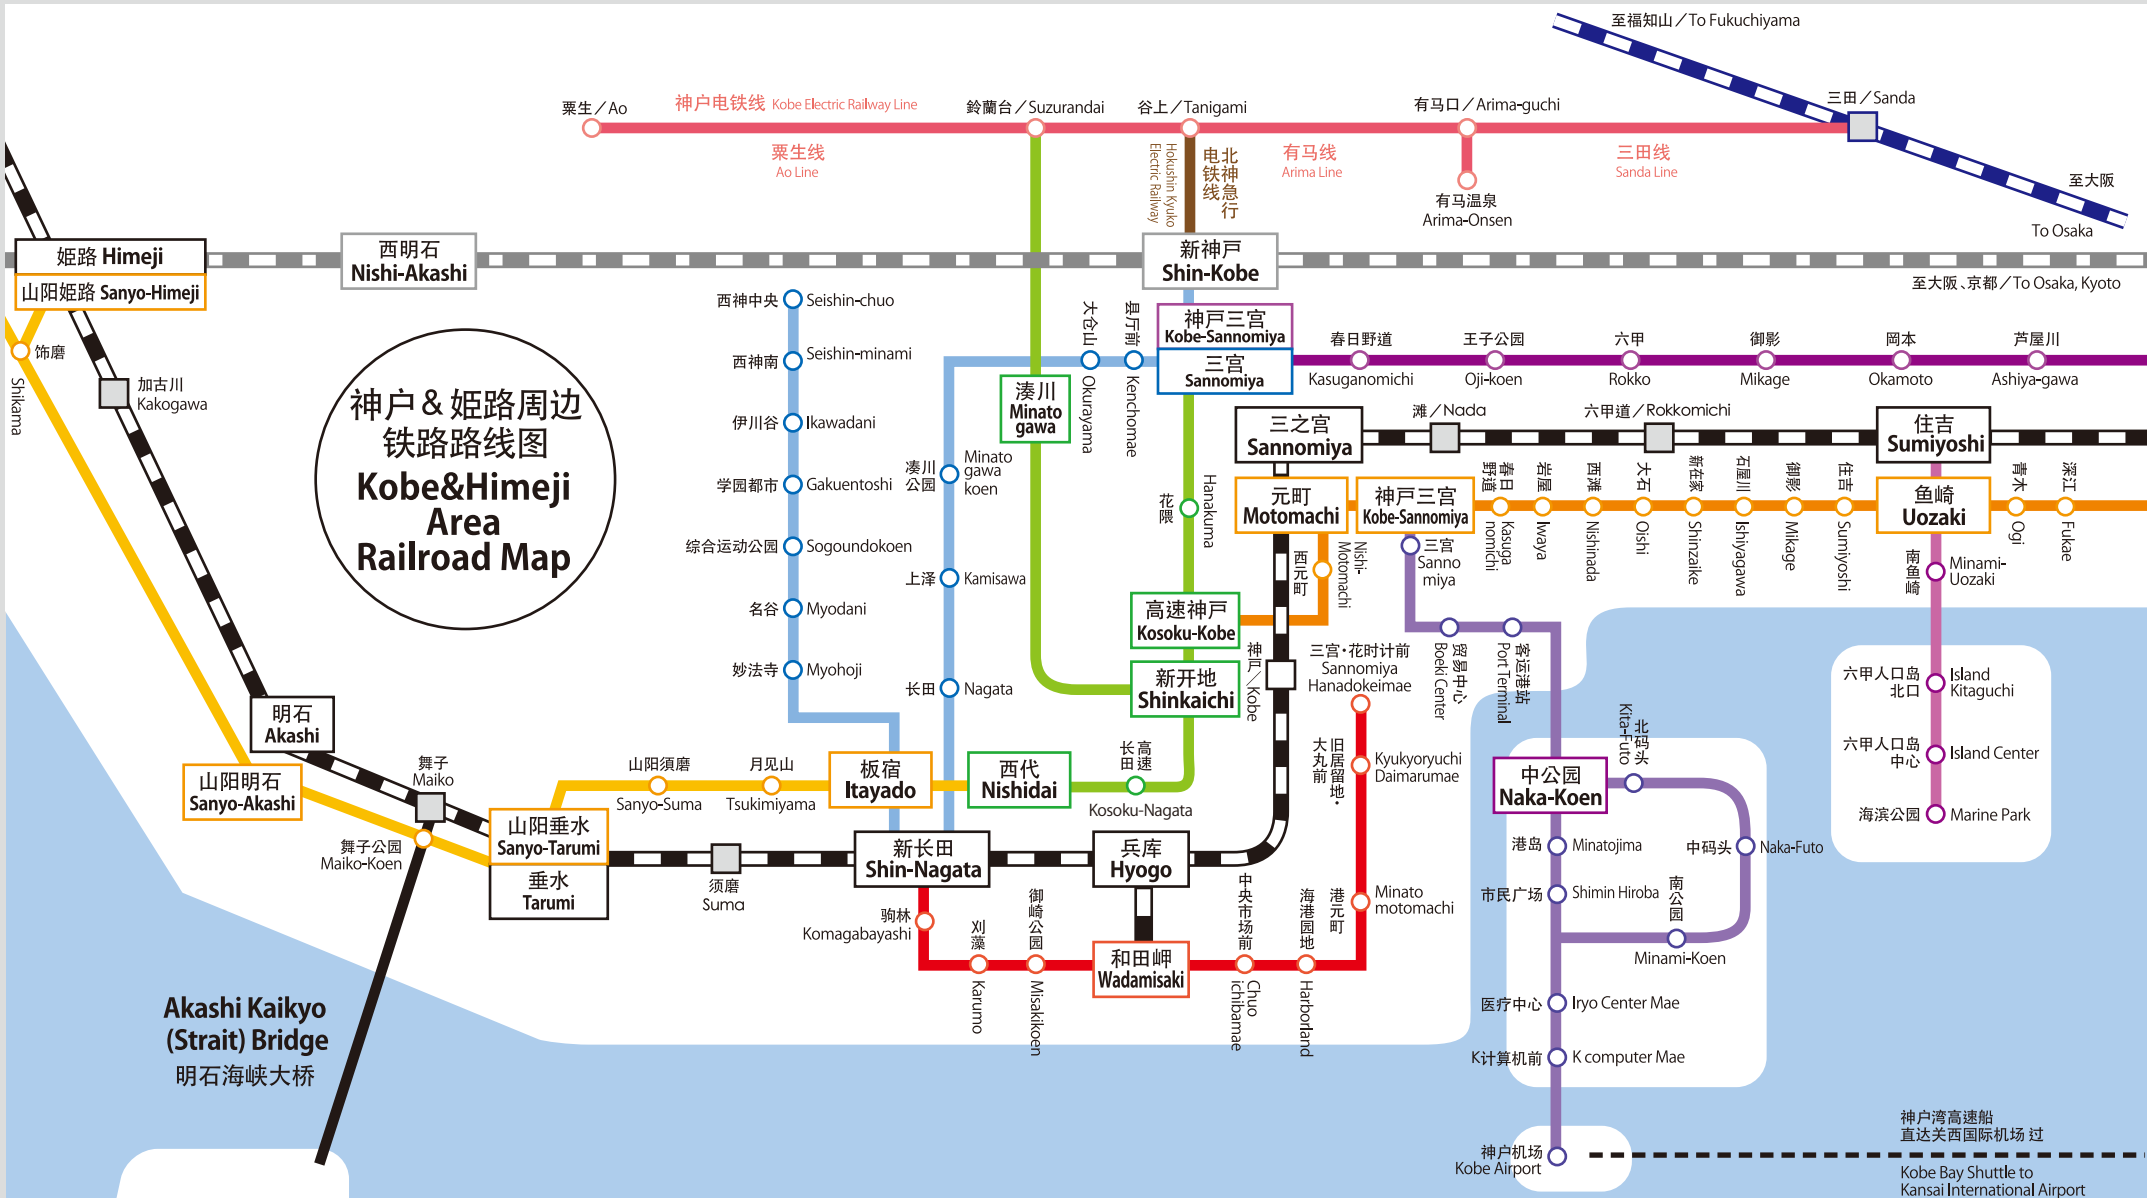 至福知山／To Fukuchiyama
三田／Sanda
至大阪
To Osaka
粟生／Ao
神户电铁线 Kobe Electric Railway Line
鈴蘭台／Suzurandai
谷上／Tanigami
有马口／Arima-guchi
粟生线
Ao Line
Hokushin Kyuko
Electric Railway
北神急行
电铁线
有马线
Arima Line
三田线
Sanda Line
有马温泉
Arima-Onsen
姫路 Himeji
山阳姫路 Sanyo-Himeji
西明石
Nishi-Akashi
新神戸
Shin-Kobe
至大阪、京都／To Osaka, Kyoto
饰磨
Shikama
加古川
Kakogawa
神户＆姫路周边
铁路路线图
Kobe&Himeji
Area
Railroad Map
西神中央 Seishin-chuo
西神南 Seishin-minami
伊川谷 Ikawadani
学园都市 Gakuentoshi
综合运动公园 Sogoundokoen
名谷 Myodani
妙法寺 Myohoji
大仓山
Okurayama
县厅前
Kenchomae
神戸三宫
Kobe-Sannomiya
三宫
Sannomiya
春日野道
Kasuganomichi
王子公园
Oji-koen
六甲
Rokko
御影
Mikage
岡本
Okamoto
芦屋川
Ashiya-gawa
湊川
Minato
gawa
凑川
公园
Minato
gawa
koen
上泽 Kamisawa
长田 Nagata
花隈
Hanakuma
三之宫
Sannomiya
滩／Nada
六甲道／Rokkomichi
住吉
Sumiyoshi
元町
Motomachi
神戸三宫
Kobe-Sannomiya
春日
野道
Kasuga
nomichi
岩屋
Iwaya
西滩
Nishinada
大石
Oishi
新在家
Shinzaike
石屋川
Ishiyagawa
御影
Mikage
住吉
Sumiyoshi
鱼崎
Uozaki
青木
Ogi
深江
Fukae
西元町
Nishi-
Motomachi
三宫
Sanno
miya
南鱼崎
Minami-
Uozaki
高速神戸
Kosoku-Kobe
新开地
Shinkaichi
神戸／Kobe
三宫・花时计前
Sannomiya
Hanadokeimae
贸易中心
Boeki Center
客运港站
Port Terminal
六甲人口岛
北口
Island
Kitaguchi
六甲人口岛
中心
Island Center
海滨公园 Marine Park
明石
Akashi
山阳明石
Sanyo-Akashi
舞子
Maiko
舞子公园
Maiko-Koen
山阳须磨
Sanyo-Suma
月见山
Tsukimiyama
板宿
Itayado
西代
Nishidai
高速
长田
Kosoku-Nagata
旧居留地・
大丸前
Kyukyoryuchi
Daimarumae
北码头
Kita-Futo
中公园
Naka-Koen
山阳垂水
Sanyo-Tarumi
垂水
Tarumi
须磨
Suma
新长田
Shin-Nagata
兵库
Hyogo
港岛 Minatojima
中码头 Naka-Futo
市民广场 Shimin Hiroba
南公园
Minami-Koen
驹林
Komagabayashi
刈藻
Karumo
御崎公园
Misakikoen
和田岬
Wadamisaki
中央市场前
Chuo
ichibamae
海港园地
Harborland
港元町
Minato
motomachi
医疗中心 Iryo Center Mae
K计算机前 K computer Mae
Akashi Kaikyo
(Strait) Bridge
明石海峡大桥
神户机场
Kobe Airport
神户湾高速船
直达关西国际机场 过
Kobe Bay Shuttle to
Kansai International Airport